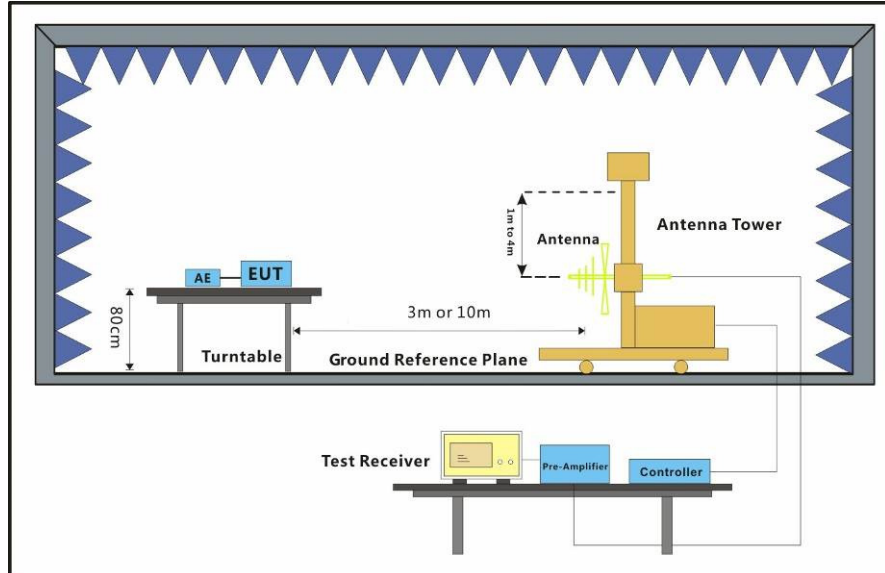 1m to 4m
Antenna
Antenna Tower
AE
EUT
80cm
3m or 10m
Turntable
Ground Reference Plane
Test Receiver
Pre-Amplifier
Controller